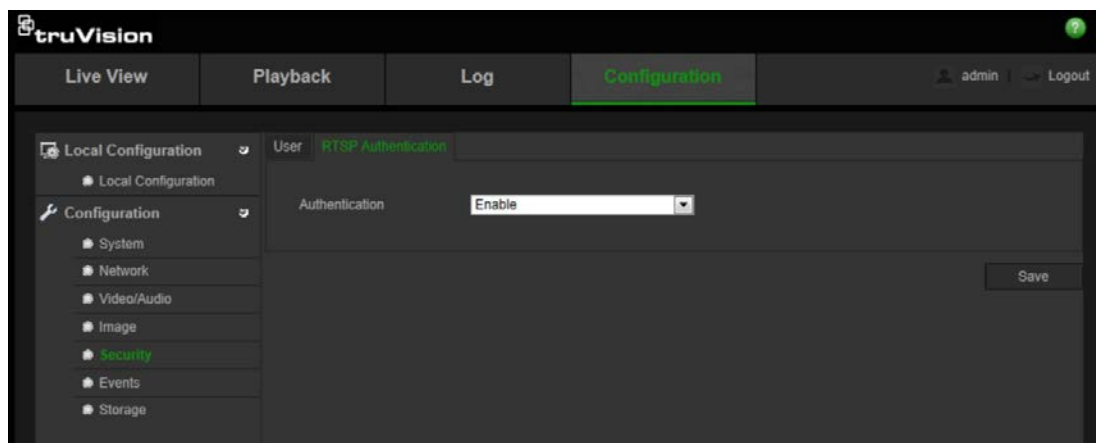 truVision
?
Live View Playback Log Configuration admin | Logout
Local Configuration
Local Configuration
Configuration
System
Network
Video/Audio
Image
Security
Events
Storage
User RTSP Authentication
Authentication Enable
Save